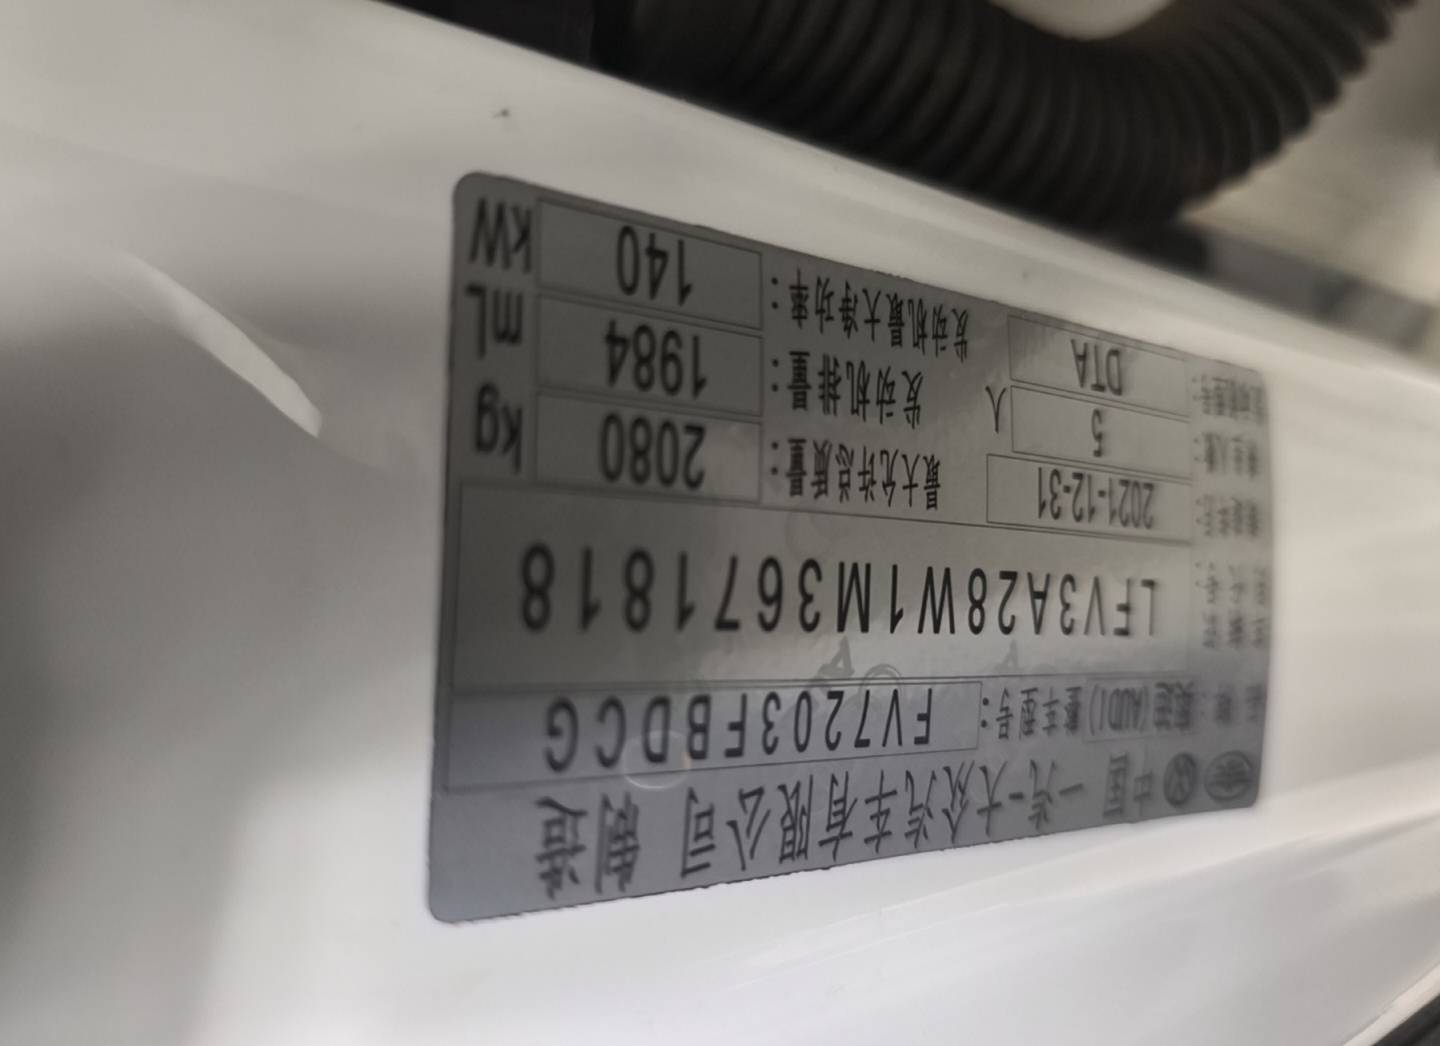 中国 一汽-大众汽车有限公司 制造
品牌：奥迪(AUDI) 整车型号： FV7203FBDCG
LFV3A28W1M3671818
2021-12-31 最大允许总质量： 2080 kg
5 人 发动机排量： 1984 mL
DTA 发动机最大净功率： 140 kW